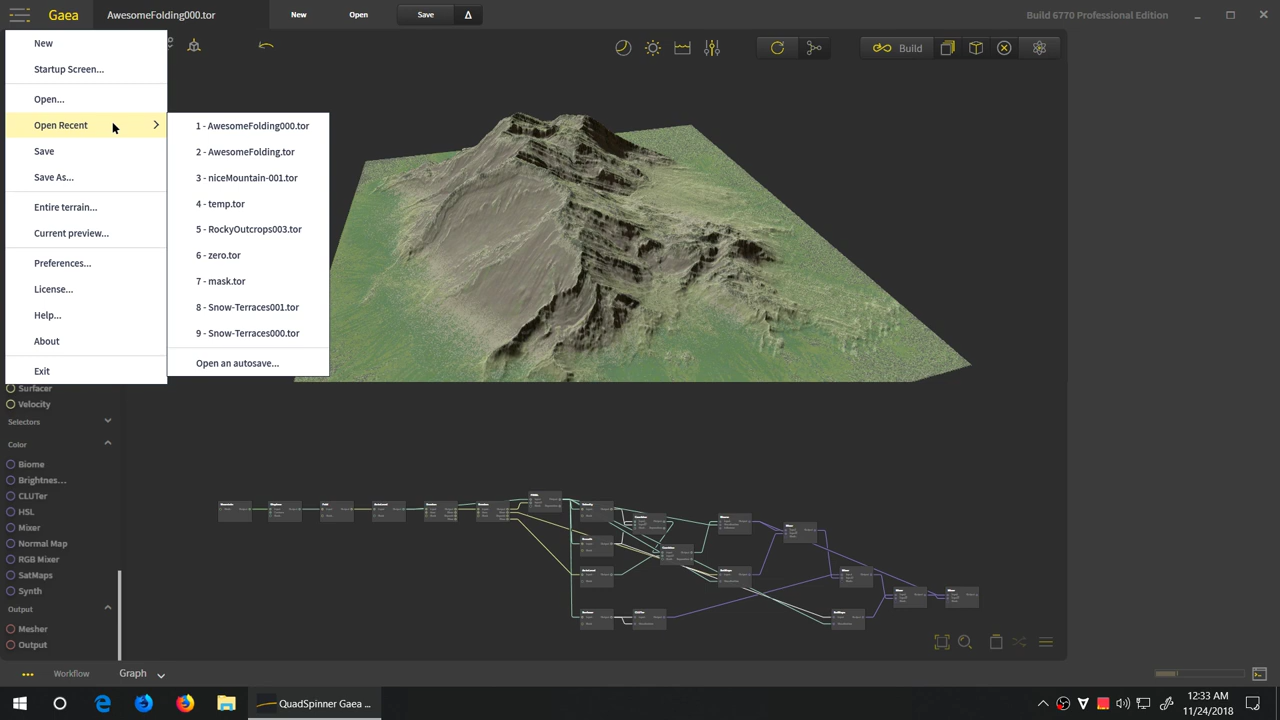 Gaea
AwesomeFolding000.tor
New
Open
Save
Build 6770 Professional Edition
Build
New
Startup Screen...
Open...
Open Recent
Save
Save As...
Entire terrain...
Current preview...
Preferences...
License...
Help...
About
Exit
1 - AwesomeFolding000.tor
2 - AwesomeFolding.tor
3 - niceMountain-001.tor
4 - temp.tor
5 - RockyOutcrops003.tor
6 - zero.tor
7 - mask.tor
8 - Snow-Terraces001.tor
9 - Snow-Terraces000.tor
Open an autosave...
Surfacer
Velocity
Selectors
Color
Biome
Brightnes...
CLUTer
HSL
Mixer
Normal Map
RGB Mixer
SatMaps
Synth
Output
Mesher
Output
Workflow
Graph
QuadSpinner Gaea ...
12:33 AM
11/24/2018